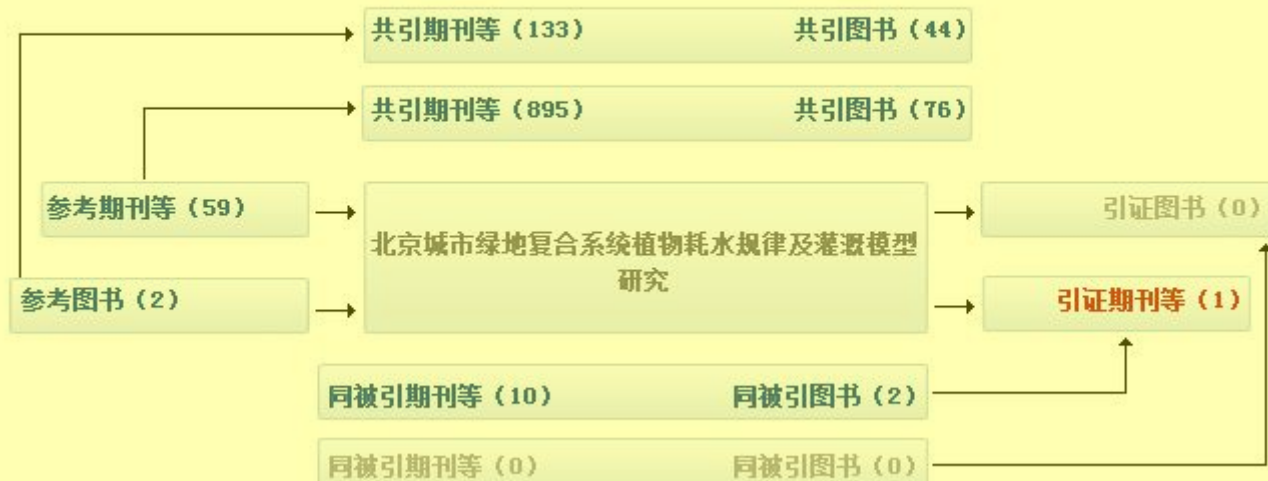 共引期刊等（133） 共引图书（44）
共引期刊等（895） 共引图书（76）
参考期刊等（59）
引证图书（0）
北京城市绿地复合系统植物耗水规律及灌溉模型
研究
参考图书（2）
引证期刊等（1）
同被引期刊等（10） 同被引图书（2）
同被引期刊等（0） 同被引图书（0）